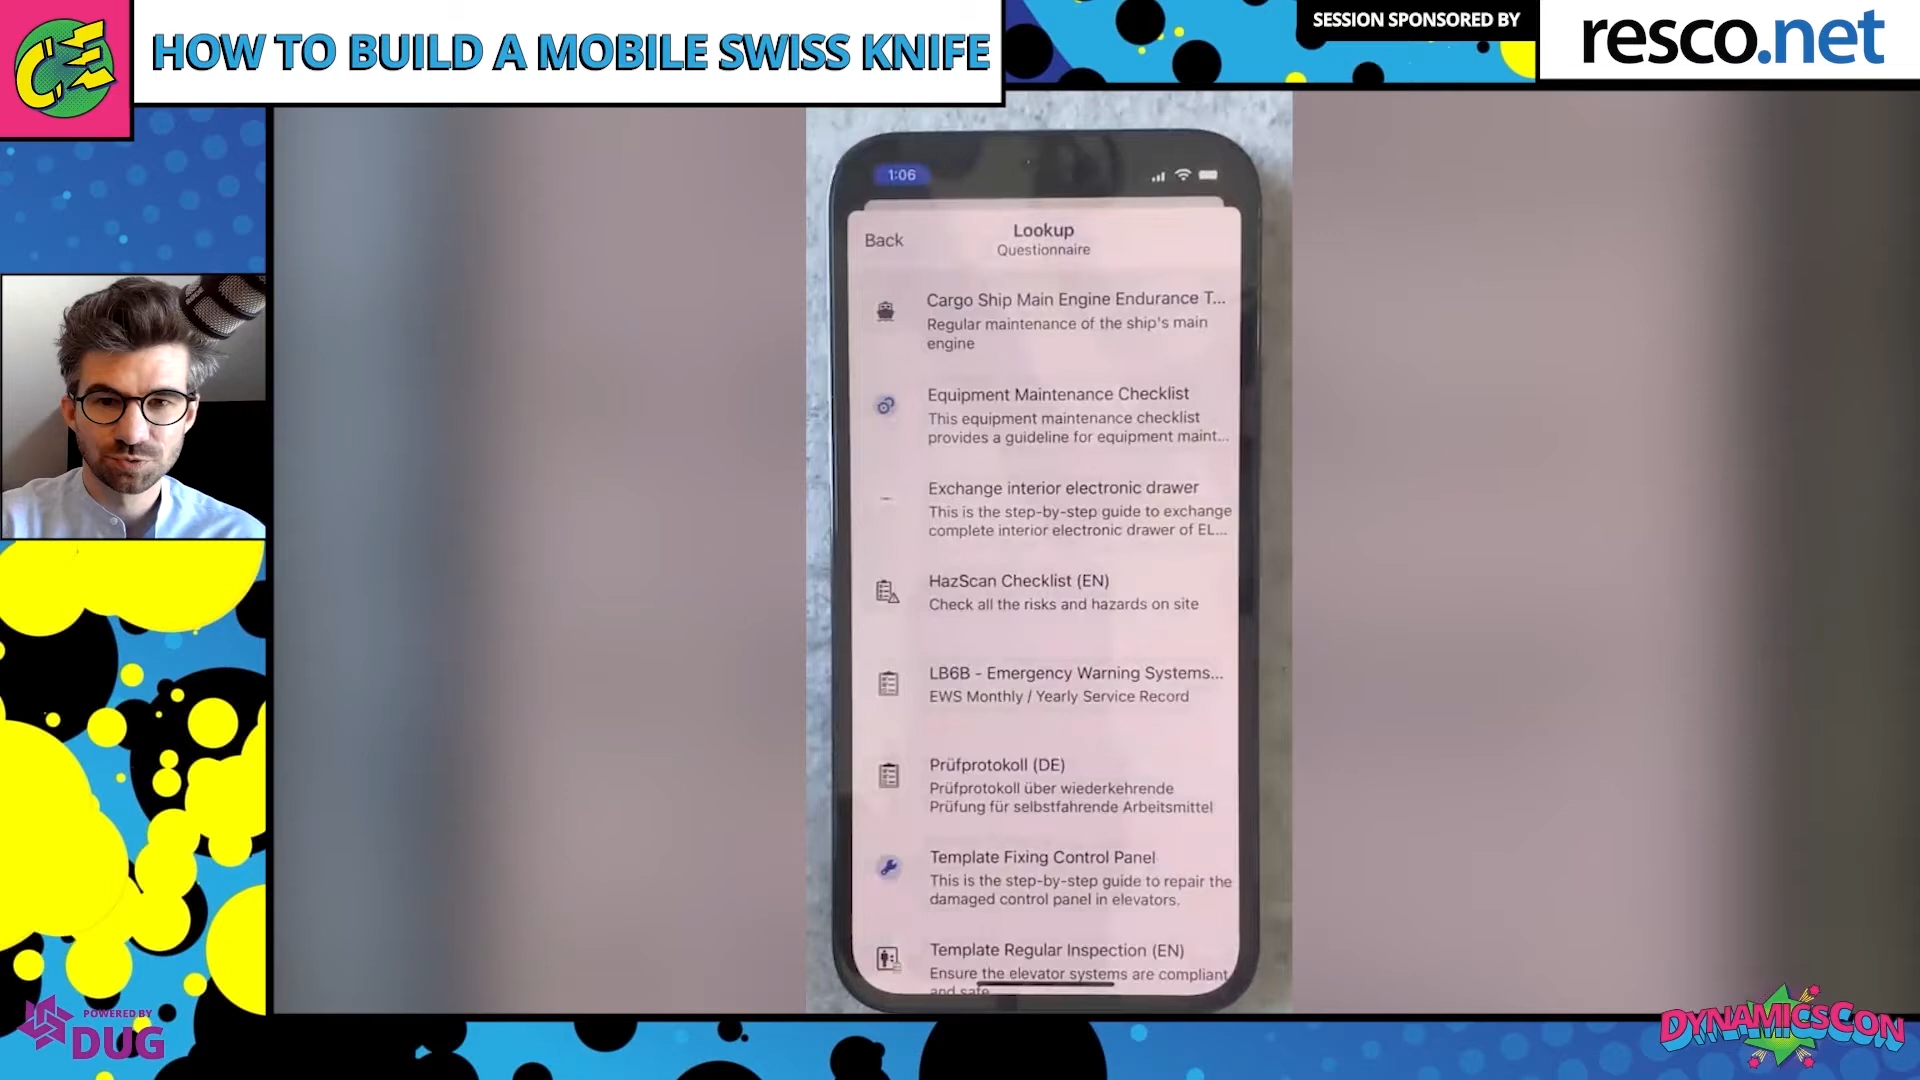 HOW TO BUILD A MOBILE SWISS KNIFE
SESSION SPONSORED BY
resco.net
CE
1:06
Back
Lookup
Questionnaire
Cargo Ship Main Engine Endurance T...
Regular maintenance of the ship's main
engine
Equipment Maintenance Checklist
This equipment maintenance checklist
provides a guideline for equipment maint...
Exchange interior electronic drawer
This is the step-by-step guide to exchange
complete interior electronic drawer of EL...
HazScan Checklist (EN)
Check all the risks and hazards on site
LB6B - Emergency Warning Systems...
EWS Monthly / Yearly Service Record
Prüfprotokoll (DE)
Prüfprotokoll über wiederkehrende
Prüfung für selbstfahrende Arbeitsmittel
Template Fixing Control Panel
This is the step-by-step guide to repair the
damaged control panel in elevators.
Template Regular Inspection (EN)
Ensure the elevator systems are compliant
and safe
POWERED BY
DUG
DYNAMICSCON